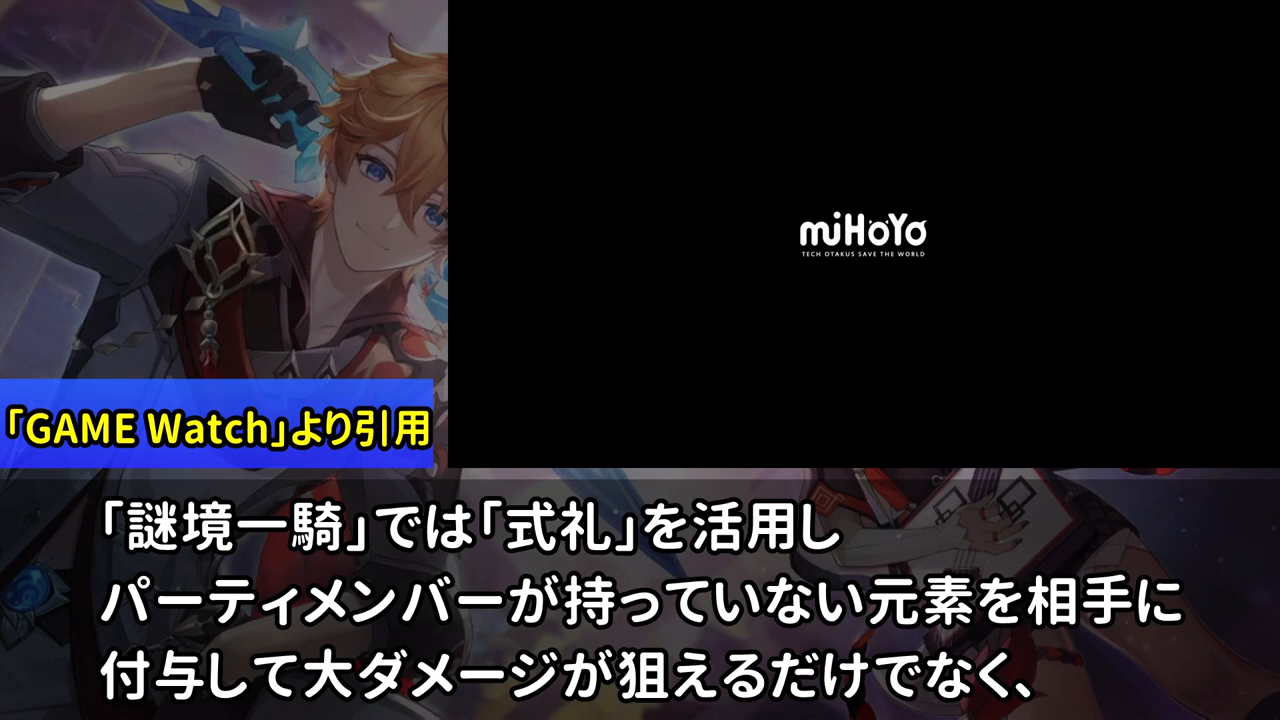 miHoYo
TECH OTAKUS SAVE THE WORLD
「GAME Watch」より引用
「謎境一騎」では「式札」を活用し
パーティメンバーが持っていない元素を相手に
付与して大ダメージが狙えるだけでなく、